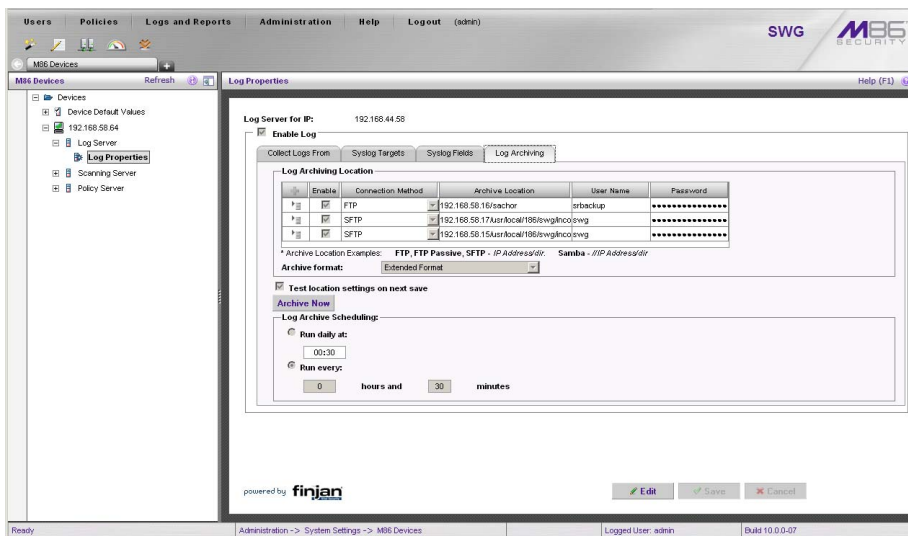 Users Policies Logs and Reports Administration Help Logout (admin)
SWG
M86
SECURITY
M86 Devices
M86 Devices Refresh
Log Properties Help (F1)
Devices
Device Default Values
192.168.58.64
Log Server
Log Properties
Scanning Server
Policy Server
Log Server for IP: 192.168.44.58
Enable Log
Collect Logs From Syslog Targets Syslog Fields Log Archiving
Log Archiving Location
Enable Connection Method Archive Location User Name Password
FTP 192.168.58.16/sachor srbackup ••••••••••••••
SFTP 192.168.58.17/usr/local/186/swg/inco swg ••••••••••••••
SFTP 192.168.58.15/usr/local/186/swg/inco swg ••••••••••••••
* Archive Location Examples: FTP, FTP Passive, SFTP - IP Address/dir. Samba - //IP Address/dir
Archive format: Extended Format
Test location settings on next save
Archive Now
Log Archive Scheduling:
Run daily at:
00:30
Run every:
0 hours and 30 minutes
powered by finjan
Edit Save Cancel
Ready Administration -> System Settings -> M86 Devices Logged User: admin Build 10.0.0-07